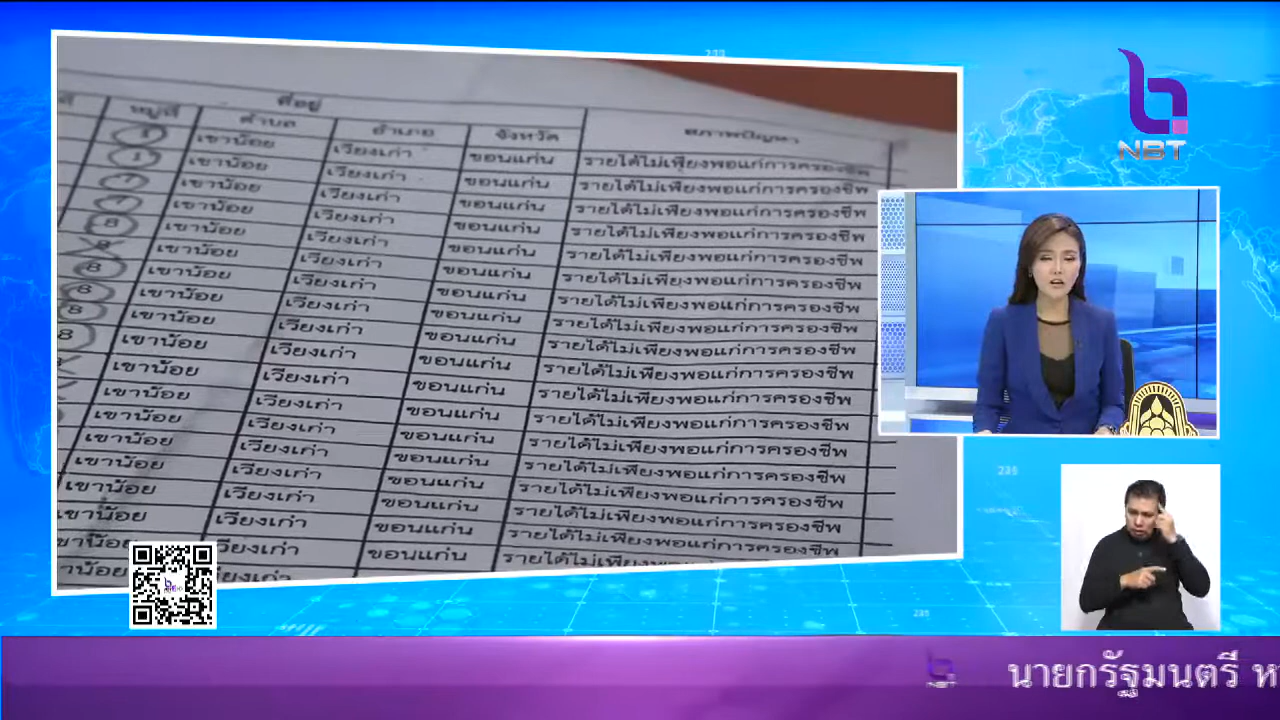 ที่อยู่
หมู่ที่ ตำบล อำเภอ จังหวัด สภาพปัญหา
1 เขาน้อย เวียงเก่า ขอนแก่น รายได้ไม่เพียงพอแก่การครองชีพ
1 เขาน้อย เวียงเก่า ขอนแก่น รายได้ไม่เพียงพอแก่การครองชีพ
7 เขาน้อย เวียงเก่า ขอนแก่น รายได้ไม่เพียงพอแก่การครองชีพ
7 เขาน้อย เวียงเก่า ขอนแก่น รายได้ไม่เพียงพอแก่การครองชีพ
8 เขาน้อย เวียงเก่า ขอนแก่น รายได้ไม่เพียงพอแก่การครองชีพ
8 เขาน้อย เวียงเก่า ขอนแก่น รายได้ไม่เพียงพอแก่การครองชีพ
8 เขาน้อย เวียงเก่า ขอนแก่น รายได้ไม่เพียงพอแก่การครองชีพ
8 เขาน้อย เวียงเก่า ขอนแก่น รายได้ไม่เพียงพอแก่การครองชีพ
8 เขาน้อย เวียงเก่า ขอนแก่น รายได้ไม่เพียงพอแก่การครองชีพ
8 เขาน้อย เวียงเก่า ขอนแก่น รายได้ไม่เพียงพอแก่การครองชีพ
เขาน้อย เวียงเก่า ขอนแก่น รายได้ไม่เพียงพอแก่การครองชีพ
เขาน้อย เวียงเก่า ขอนแก่น รายได้ไม่เพียงพอแก่การครองชีพ
เขาน้อย เวียงเก่า ขอนแก่น รายได้ไม่เพียงพอแก่การครองชีพ
เขาน้อย เวียงเก่า ขอนแก่น รายได้ไม่เพียงพอแก่การครองชีพ
เขาน้อย เวียงเก่า ขอนแก่น รายได้ไม่เพียงพอแก่การครองชีพ
เขาน้อย เวียงเก่า ขอนแก่น รายได้ไม่เพียงพอแก่การครองชีพ
เขาน้อย เวียงเก่า ขอนแก่น รายได้ไม่เพียงพอแก่การครองชีพ
NBT
นายกรัฐมนตรี